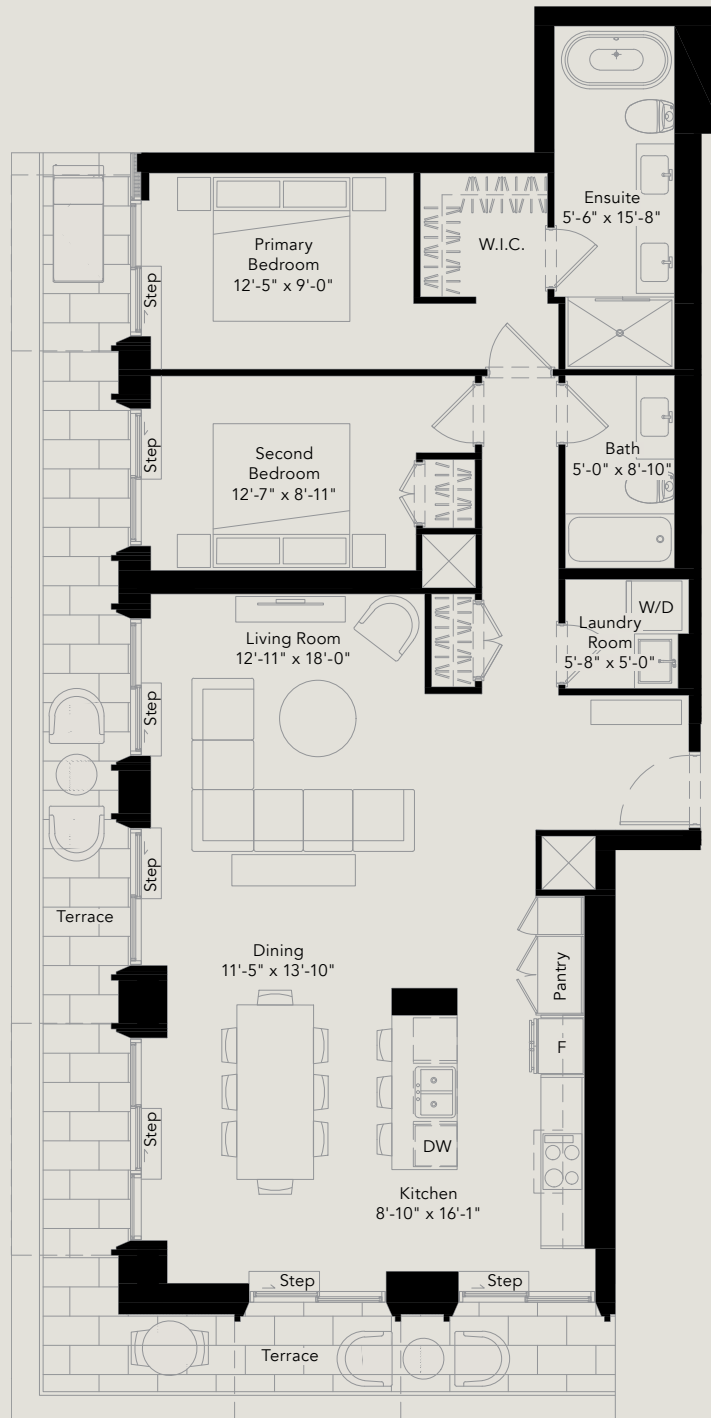 Ensuite
5'-6" x 15'-8"
W.I.C.
Primary
Bedroom
12'-5" x 9'-0"
Step
Step
Second
Bedroom
12'-7" x 8'-11"
Bath
5'-0" x 8'-10"
W/D
Laundry
Room
5'-8" x 5'-0"
Living Room
12'-11" x 18'-0"
Step
Step
Terrace
Dining
11'-5" x 13'-10"
Pantry
F
Step
DW
Kitchen
8'-10" x 16'-1"
Step
Step
Terrace